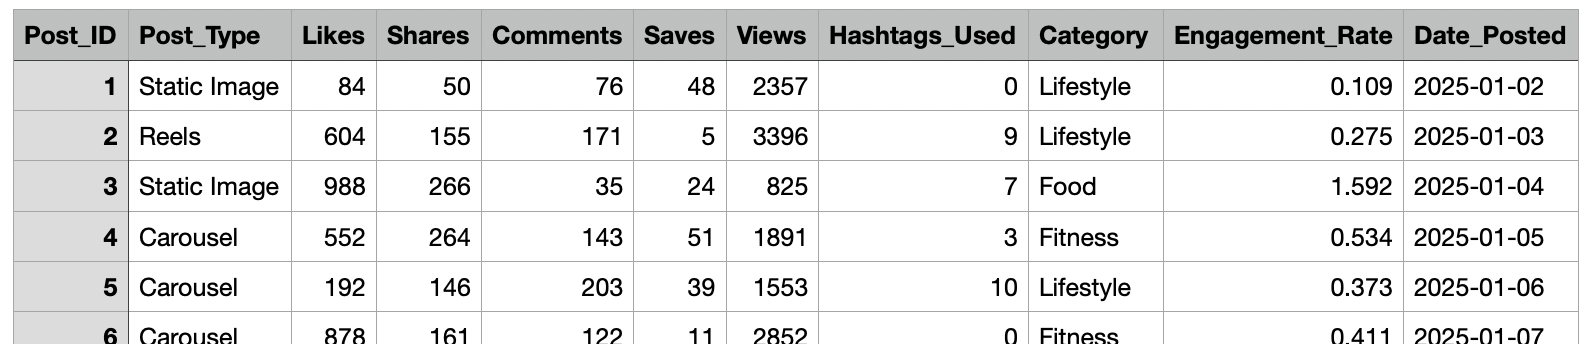 Post_ID Post_Type Likes Shares Comments Saves Views Hashtags_Used Category Engagement_Rate Date_Posted
1 Static Image 84 50 76 48 2357 0 Lifestyle 0.109 2025-01-02
2 Reels 604 155 171 5 3396 9 Lifestyle 0.275 2025-01-03
3 Static Image 988 266 35 24 825 7 Food 1.592 2025-01-04
4 Carousel 552 264 143 51 1891 3 Fitness 0.534 2025-01-05
5 Carousel 192 146 203 39 1553 10 Lifestyle 0.373 2025-01-06
6 Carousel 878 161 122 11 2852 0 Fitness 0.411 2025-01-07